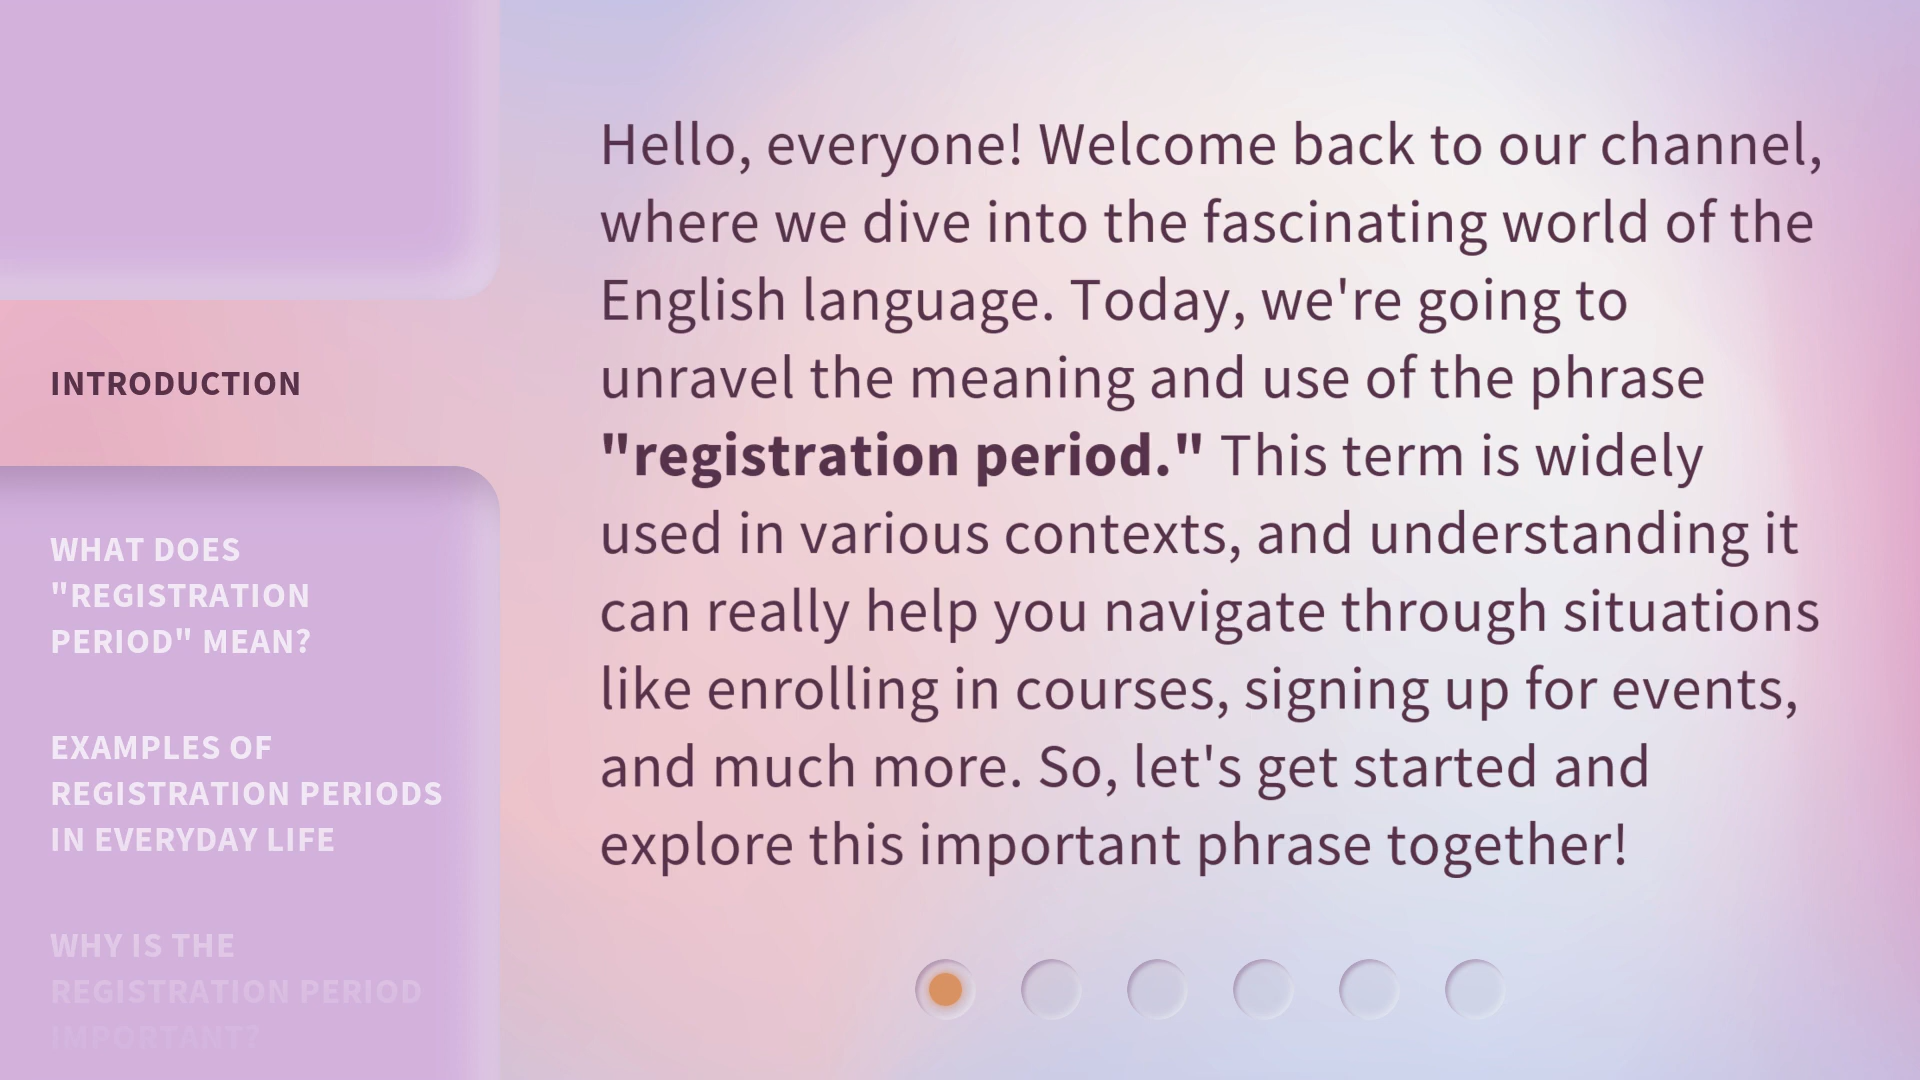 INTRODUCTION
WHAT DOES
"REGISTRATION
PERIOD" MEAN?
EXAMPLES OF
REGISTRATION PERIODS
IN EVERYDAY LIFE
WHY IS THE
REGISTRATION PERIOD
IMPORTANT?
Hello, everyone! Welcome back to our channel,
where we dive into the fascinating world of the
English language. Today, we're going to
unravel the meaning and use of the phrase
"registration period." This term is widely
used in various contexts, and understanding it
can really help you navigate through situations
like enrolling in courses, signing up for events,
and much more. So, let's get started and
explore this important phrase together!